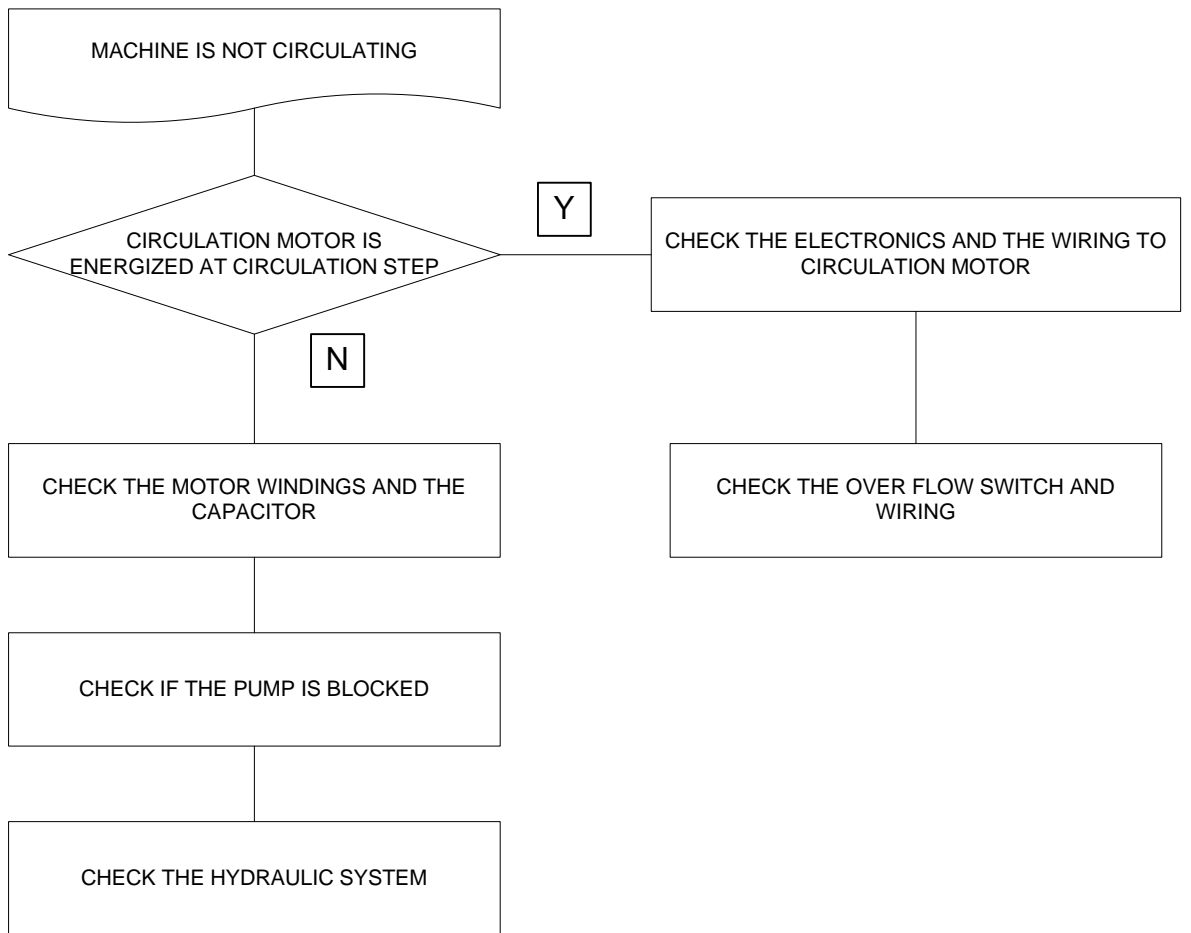 MACHINE IS NOT CIRCULATING
CIRCULATION MOTOR IS
ENERGIZED AT CIRCULATION STEP
Y
CHECK THE ELECTRONICS AND THE WIRING TO
CIRCULATION MOTOR
N
CHECK THE MOTOR WINDINGS AND THE
CAPACITOR
CHECK THE OVER FLOW SWITCH AND
WIRING
CHECK IF THE PUMP IS BLOCKED
CHECK THE HYDRAULIC SYSTEM